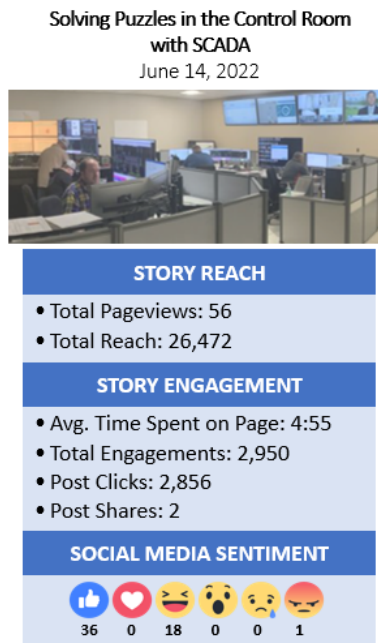 Solving Puzzles in the Control Room
with SCADA
June 14, 2022
STORY REACH
• Total Pageviews: 56
• Total Reach: 26,472
STORY ENGAGEMENT
• Avg. Time Spent on Page: 4:55
• Total Engagements: 2,950
• Post Clicks: 2,856
• Post Shares: 2
SOCIAL MEDIA SENTIMENT
36 0 18 0 0 1